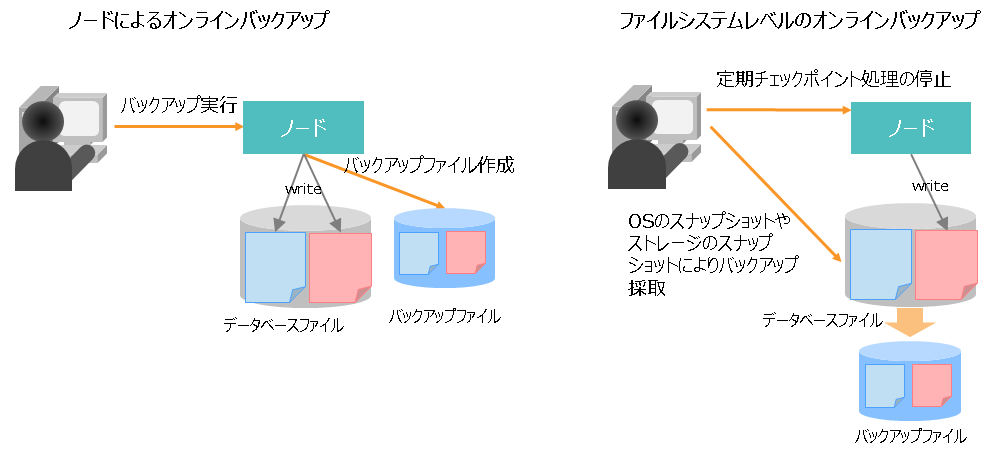 ノードによるオンラインバックアップ
バックアップ実行
ノード
バックアップファイル作成
write
データベースファイル
バックアップファイル
ファイルシステムレベルのオンラインバックアップ
定期チェックポイント処理の停止
ノード
write
OSのスナップショットや
ストレージのスナップ
ショットによりバックアップ
採取
データベースファイル
バックアップファイル